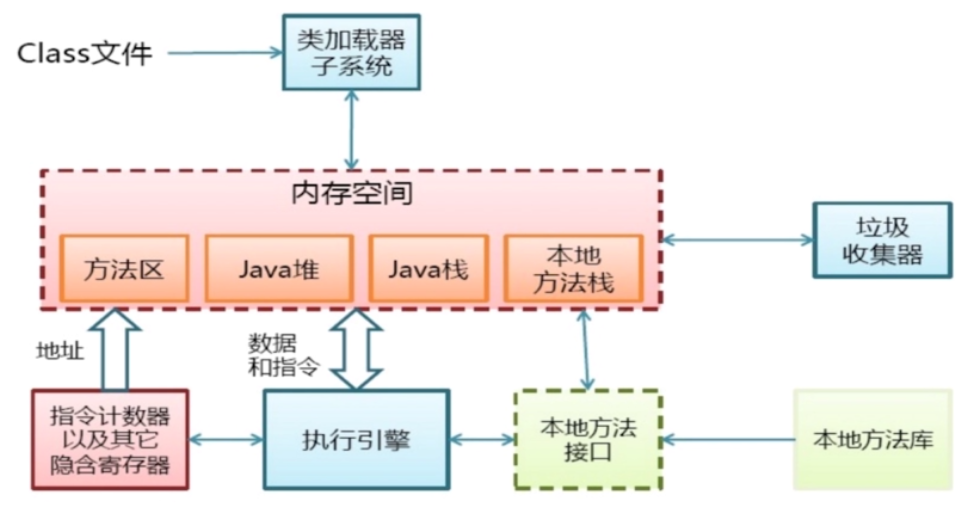 Class文件
类加载器
子系统
内存空间
方法区
Java堆
Java栈
本地
方法栈
垃圾
收集器
地址
数据
和指令
指令计数器
以及其它
隐含寄存器
执行引擎
本地方法
接口
本地方法库